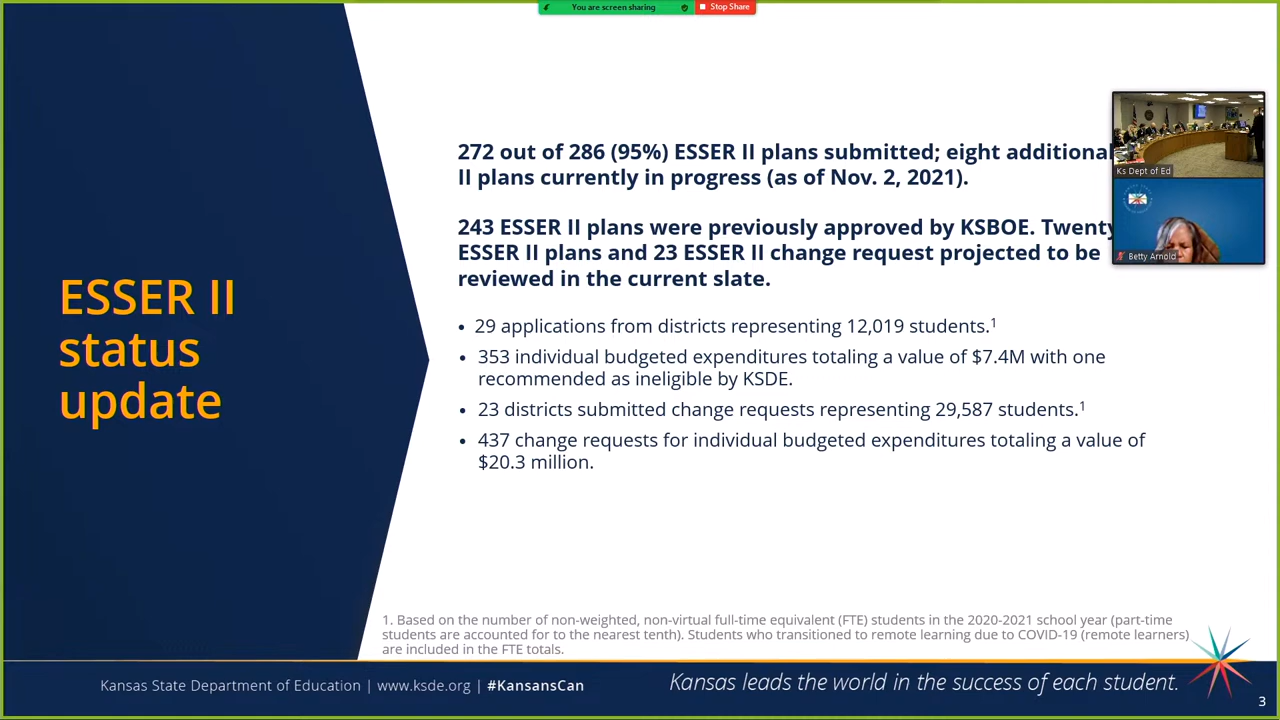 You are screen sharing
Stop Share
272 out of 286 (95%) ESSER II plans submitted; eight additional
II plans currently in progress (as of Nov. 2, 2021).
243 ESSER II plans were previously approved by KSBOE. Twenty
ESSER II plans and 23 ESSER II change request projected to be
reviewed in the current slate.
Ks Dept of Ed
Betty Arnold
ESSER II
status
update
• 29 applications from districts representing 12,019 students.1
• 353 individual budgeted expenditures totaling a value of $7.4M with one
recommended as ineligible by KSDE.
• 23 districts submitted change requests representing 29,587 students.1
• 437 change requests for individual budgeted expenditures totaling a value of
$20.3 million.
1. Based on the number of non-weighted, non-virtual full-time equivalent (FTE) students in the 2020-2021 school year (part-time
students are accounted for to the nearest tenth). Students who transitioned to remote learning due to COVID-19 (remote learners)
are included in the FTE totals.
Kansas State Department of Education | www.ksde.org | #KansansCan
Kansas leads the world in the success of each student.
3